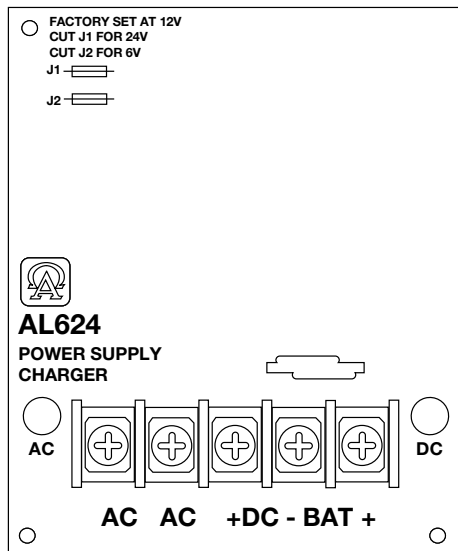 FACTORY SET AT 12V
CUT J1 FOR 24V
CUT J2 FOR 6V
J1
J2
AL624
POWER SUPPLY
CHARGER
AC
DC
AC AC +DC - BAT +